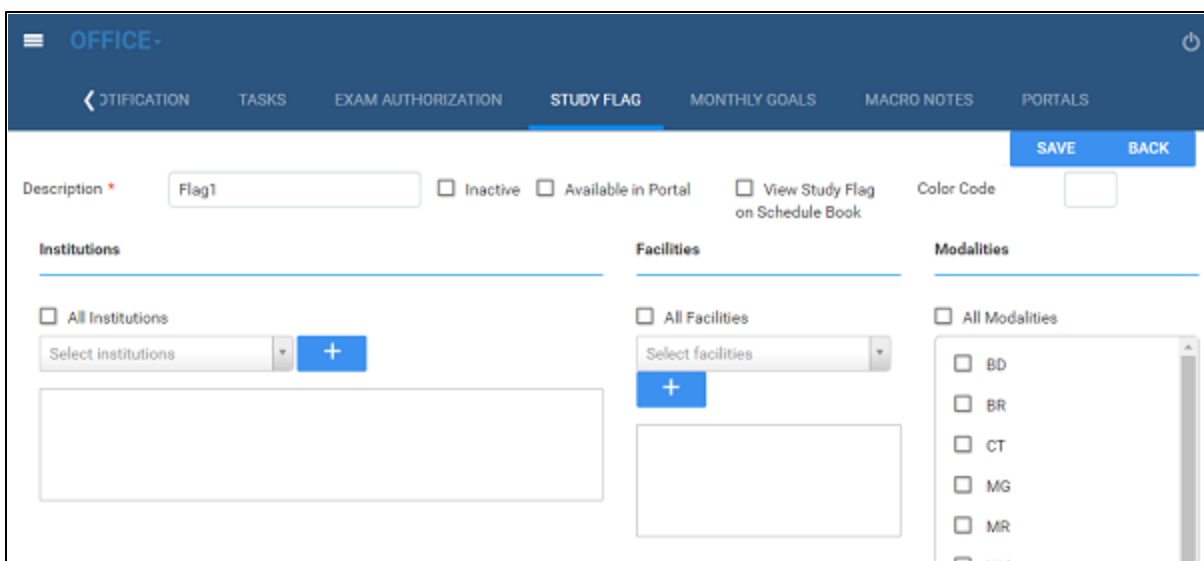 OFFICE-
OTIFICATION TASKS EXAM AUTHORIZATION STUDY FLAG MONTHLY GOALS MACRO NOTES PORTALS
SAVE BACK
Description * Flag1 Inactive Available in Portal View Study Flag on Schedule Book Color Code
Institutions Facilities Modalities
All Institutions All Facilities All Modalities
Select institutions + Select facilities
+
BD
BR
CT
MG
MR